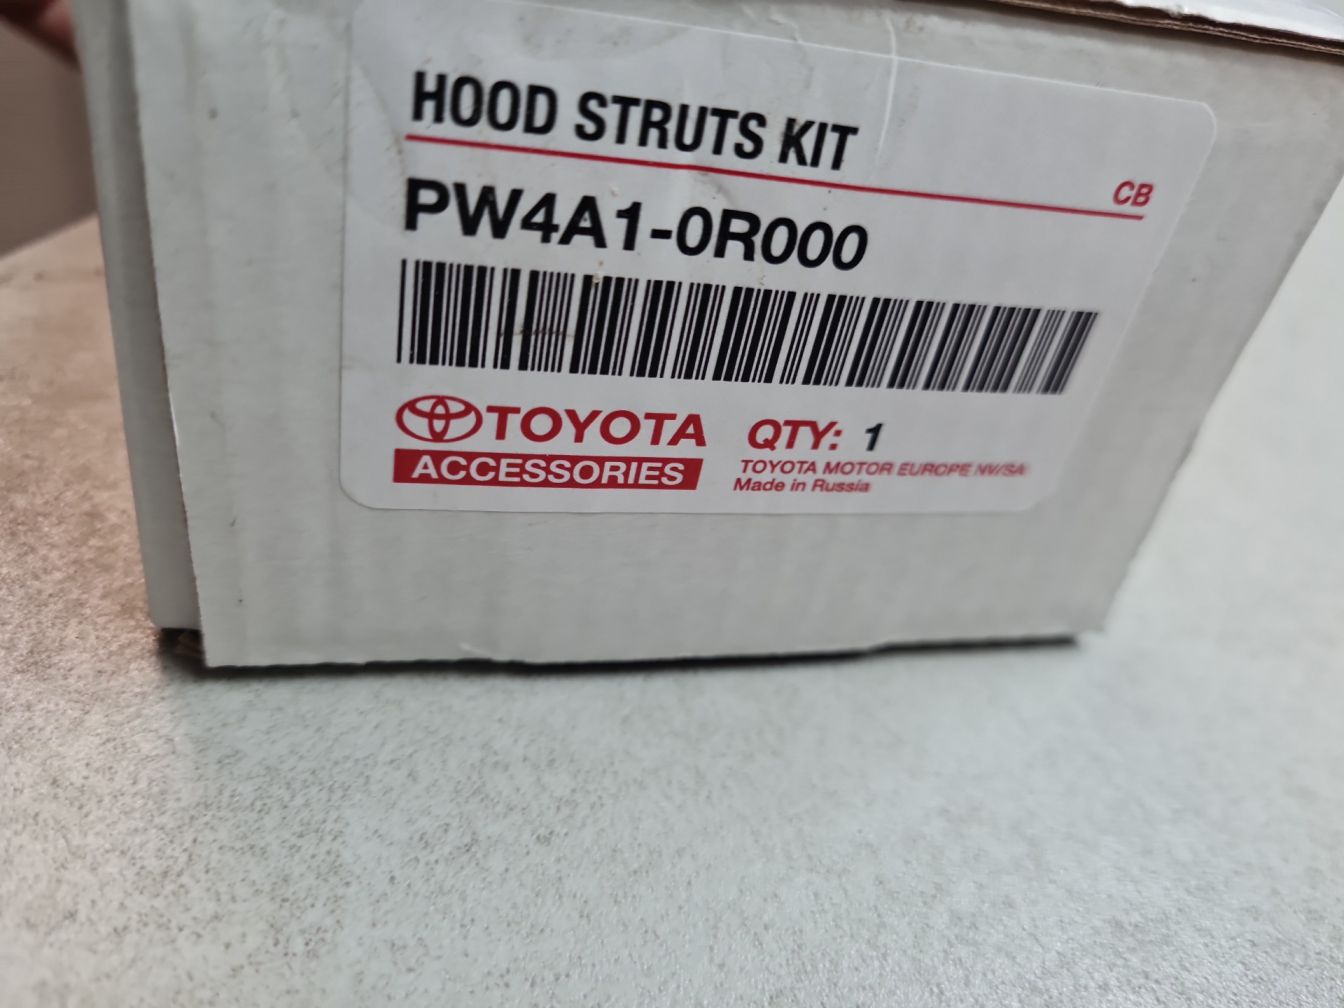 HOOD STRUTS KIT
CB
PW4A1-0R000
TOYOTA
ACCESSORIES
QTY: 1
TOYOTA MOTOR EUROPE NV/SA
Made in Russia